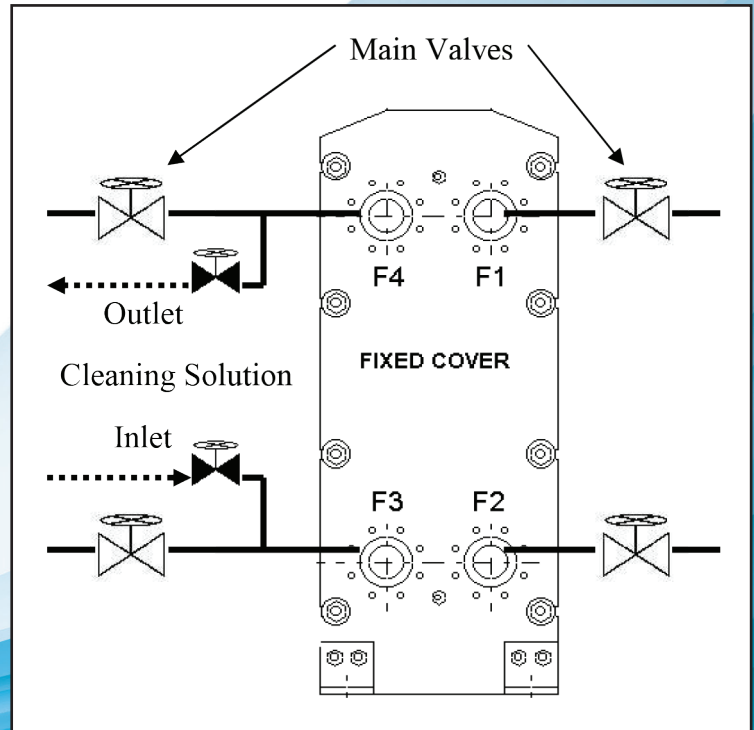 Main Valves
F4 F1
Outlet
FIXED COVER
Cleaning Solution
Inlet
F3 F2